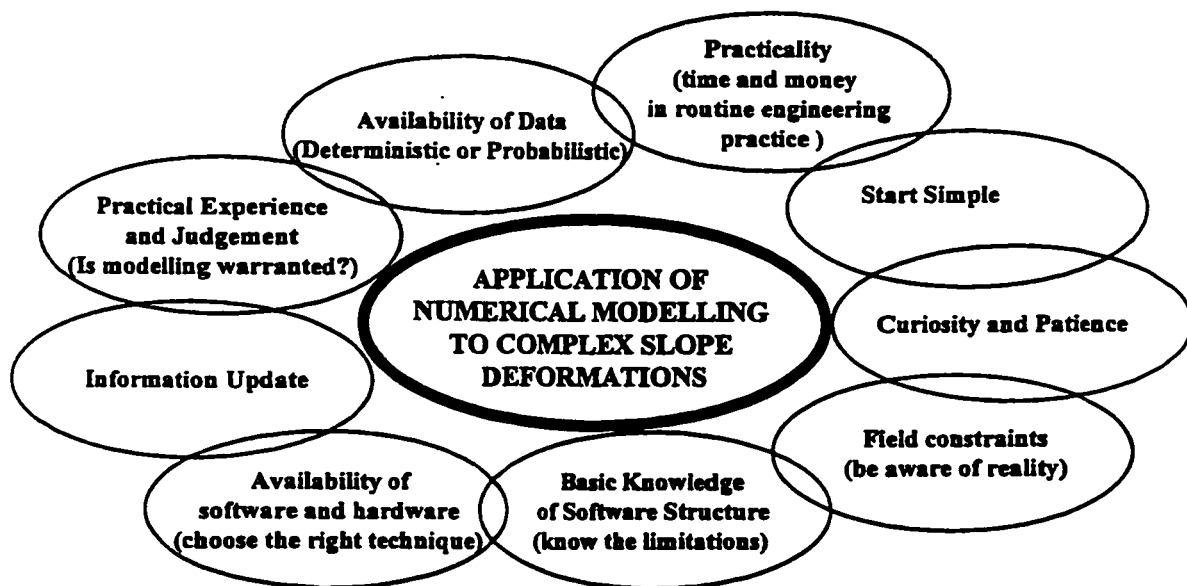 Practicality
(time and money
in routine engineering
practice )
Availability of Data
(Deterministic or Probabilistic)
Start Simple
Practical Experience
and Judgement
(Is modelling warranted?)
APPLICATION OF
NUMERICAL MODELLING
TO COMPLEX SLOPE
DEFORMATIONS
Curiosity and Patience
Information Update
Field constraints
(be aware of reality)
Availability of
software and hardware
(choose the right technique)
Basic Knowledge
of Software Structure
(know the limitations)